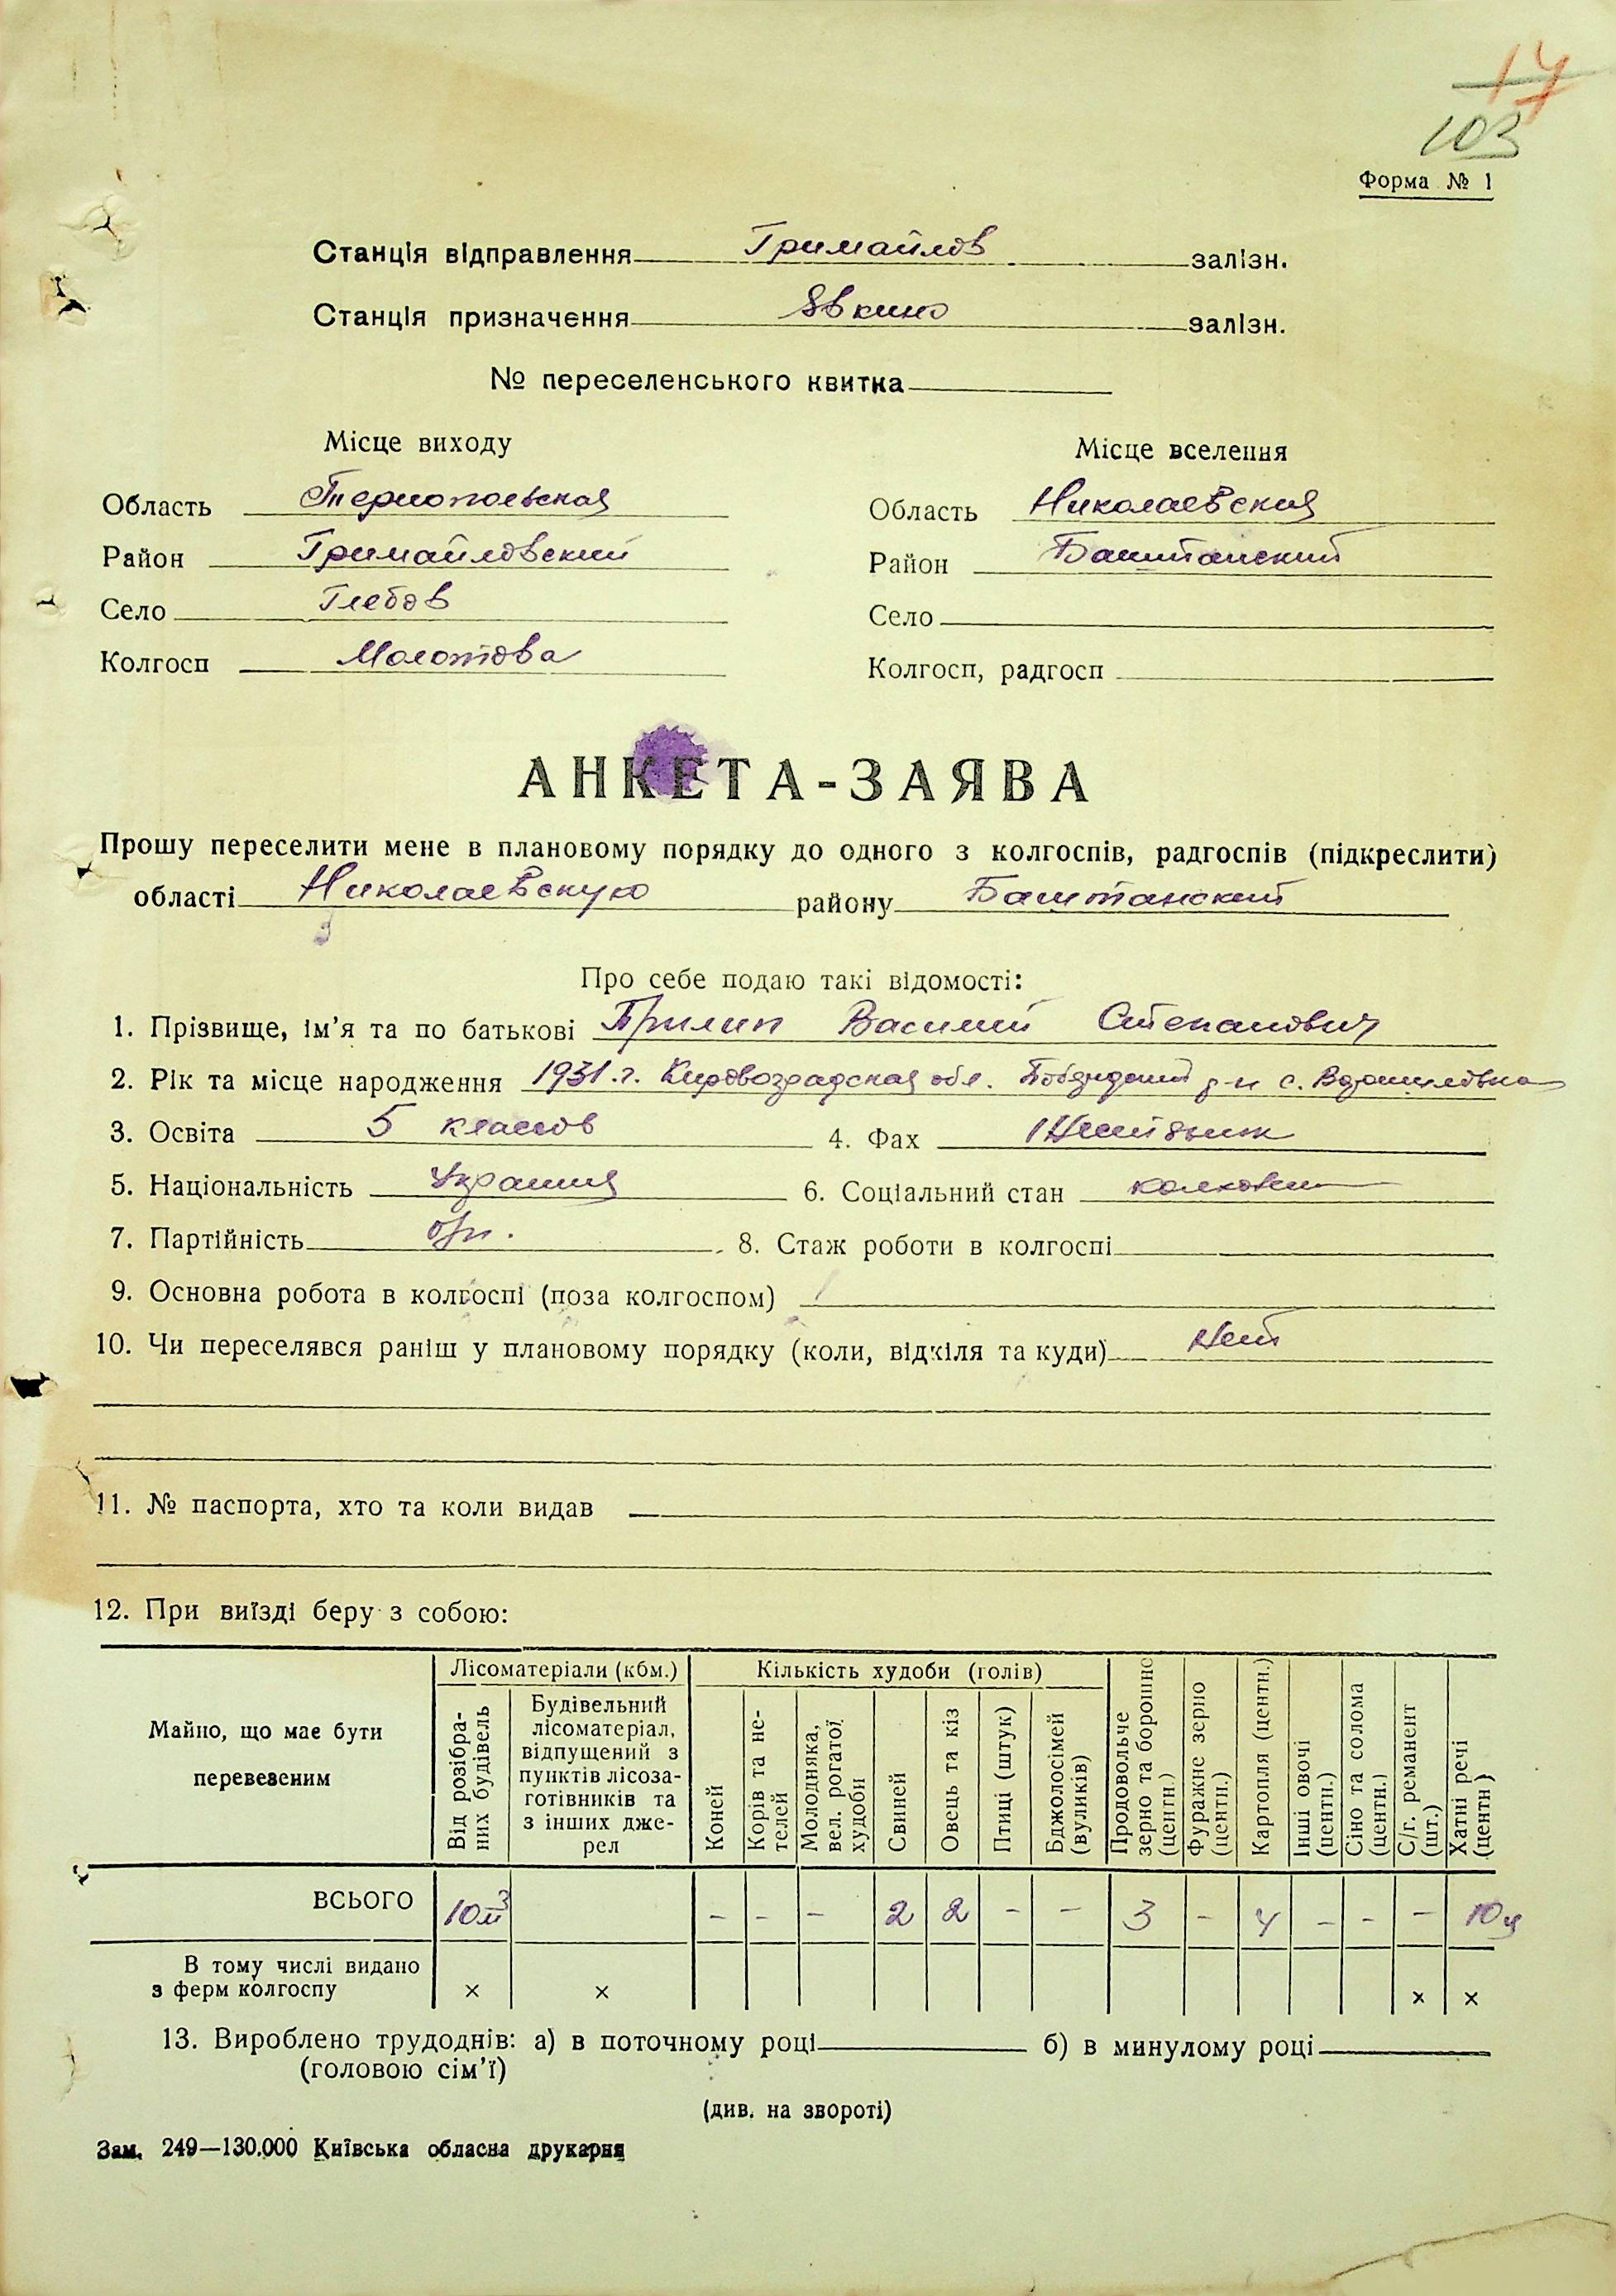 17
103
Форма № 1
Станція відправлення Гримайлов залізн.
Станція призначення Явкино залізн.
№ переселенського квитка
Місце виходу
Місце вселення
Область Тернопольская
Область Николаевская
Район Гримайловский
Район Баштанский
Село Глебов
Село
Колгосп Молотова
Колгосп, радгосп
АНКЕТА-ЗАЯВА
Прошу переселити мене в плановому порядку до одного з колгоспів, радгоспів (підкреслити)
області Николаевскую району Баштанский
Про себе подаю такі відомості:
1. Прізвище, ім’я та по батькові Василий Степанович
2. Рік та місце народження 1931 г. Кировоградская обл. р-н с.
3. Освіта 5 классов 4. Фах
5. Національність 6. Соціальний стан
7. Партійність б/п. 8. Стаж роботи в колгоспі
9. Основна робота в колгоспі (поза колгоспом)
10. Чи переселявся раніш у плановому порядку (коли, відкіля та куди) Нет
11. № паспорта, хто та коли видав
12. При виїзді беру з собою:
Майно, що має бути перевезеним
Лісоматеріали (кбм.)
Кількість худоби (голів)
Від розібраних будівель
Будівельний лісоматеріал, відпущений з пунктів лісоза-готівників та з інших дже-рел
Коней
Корів та не-телей
Молодняка, вел. рогатої худоби
Свиней
Овець та кіз
Птиці (штук)
Бджолосімей (вуликів)
Продовольче зерно та борошно (центн.)
Фуражне зерно (центн.)
Картопля (центн.)
Інші овочі (центн.)
Сіно та солома (центн.)
С/г. реманент (шт.)
Хатні речі (центн)
ВСЬОГО 10 м³ - - - 2 2 - - 3 - 4 - - - 10 ц
В тому числі видано з ферм колгоспу × × × ×
13. Вироблено трудоднів: а) в поточному році б) в минулому році
(головою сім’ї)
(див. на звороті)
Зам. 249—130.000 Київська обласна друкарня